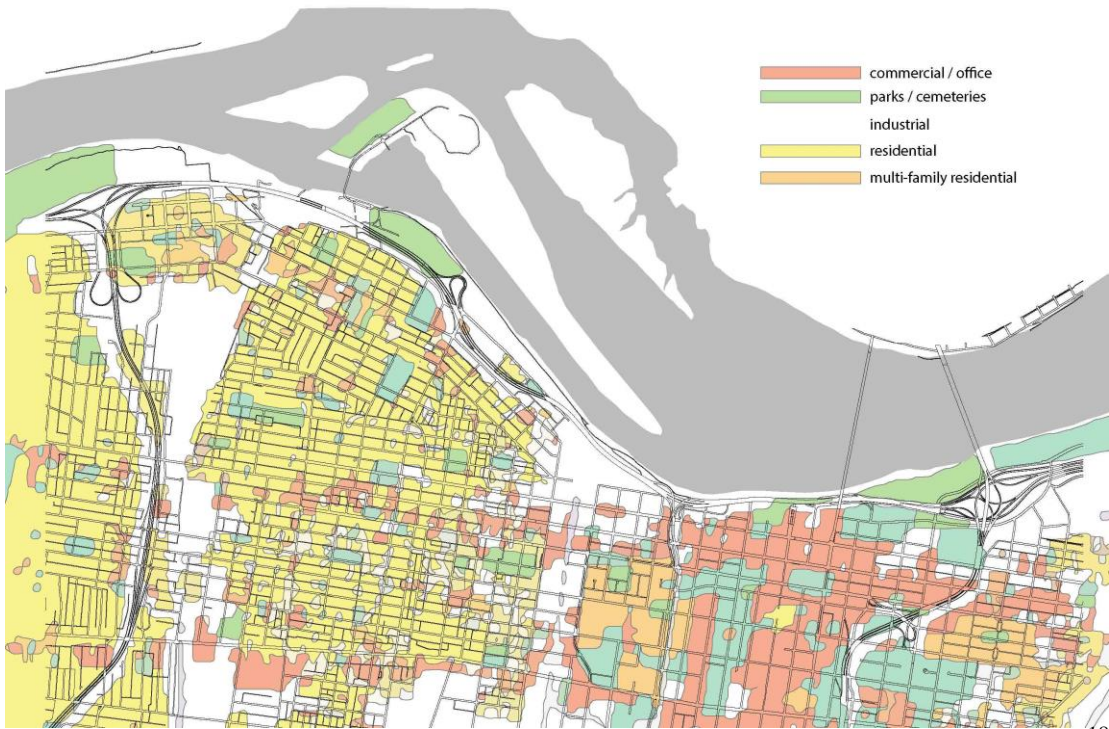 commercial / office
parks / cemeteries
industrial
residential
multi-family residential